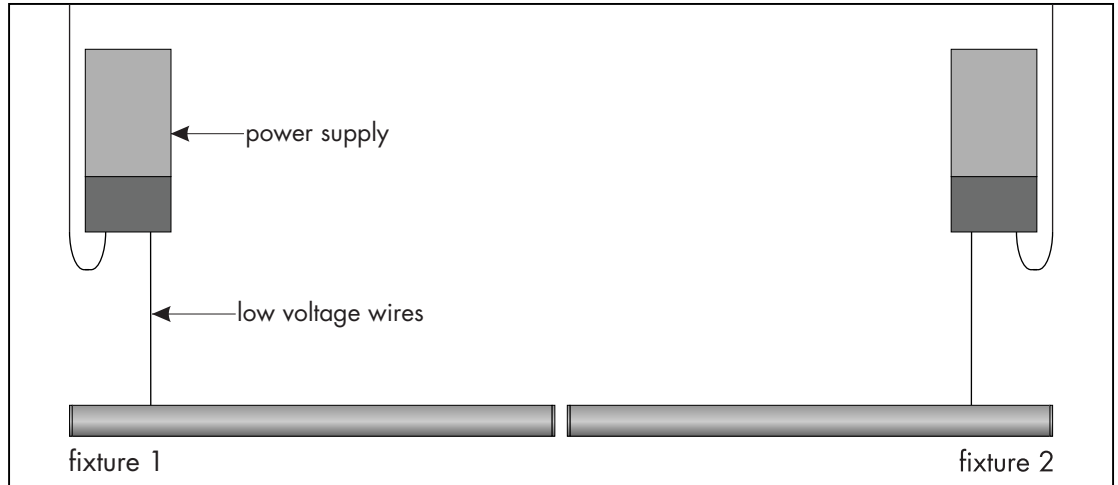 power supply
low voltage wires
fixture 1
fixture 2